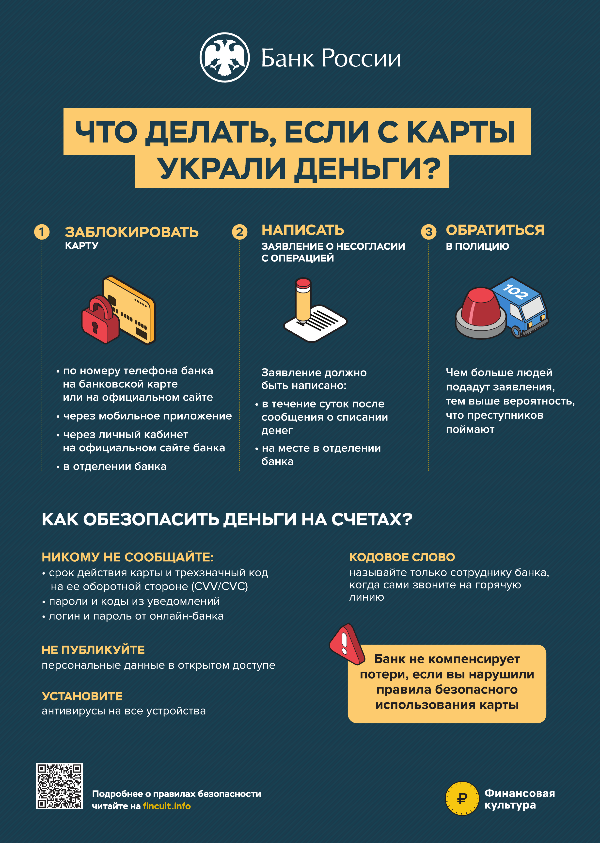 Банк России
ЧТО ДЕЛАТЬ, ЕСЛИ С КАРТЫ
УКРАЛИ ДЕНЬГИ?
1 ЗАБЛОКИРОВАТЬ
КАРТУ
• по номеру телефона банка
на банковской карте
или на официальном сайте
• через мобильное приложение
• через личный кабинет
на официальном сайте банка
• в отделении банка
2 НАПИСАТЬ
ЗАЯВЛЕНИЕ О НЕСОГЛАСИИ
С ОПЕРАЦИЕЙ
Заявление должно
быть написано:
• в течение суток после
сообщения о списании
денег
• на месте в отделении
банка
3 ОБРАТИТЬСЯ
В ПОЛИЦИЮ
102
Чем больше людей
подадут заявления,
тем выше вероятность,
что преступников
поймают
КАК ОБЕЗОПАСИТЬ ДЕНЬГИ НА СЧЕТАХ?
НИКОМУ НЕ СООБЩАЙТЕ:
• срок действия карты и трехзначный код
на ее оборотной стороне (CVV/CVC)
• пароли и коды из уведомлений
• логин и пароль от онлайн-банка
НЕ ПУБЛИКУЙТЕ
персональные данные в открытом доступе
УСТАНОВИТЕ
антивирусы на все устройства
КОДОВОЕ СЛОВО
называйте только сотруднику банка,
когда сами звоните на горячую
линию
!
Банк не компенсирует
потери, если вы нарушили
правила безопасного
использования карты
Подробнее о правилах безопасности
читайте на fincult.info
₽
Финансовая
культура